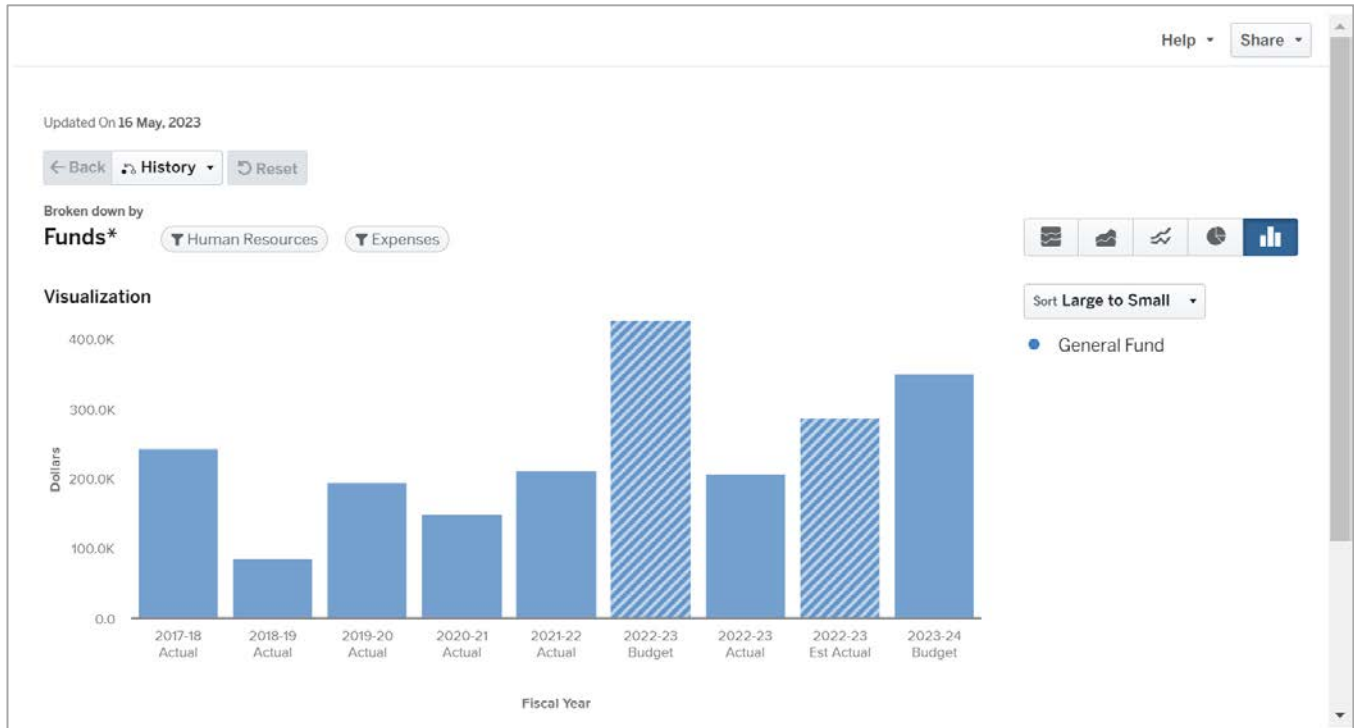 Help Share
Updated On 16 May, 2023
Back History Reset
Broken down by
Funds* Human Resources Expenses
Visualization
Sort Large to Small
General Fund
400.0K
300.0K
200.0K
100.0K
0.0
Dollars
2017-18 2018-19 2019-20 2020-21 2021-22 2022-23 2022-23 2022-23 2023-24
Actual Actual Actual Actual Actual Budget Actual Est Actual Budget
Fiscal Year